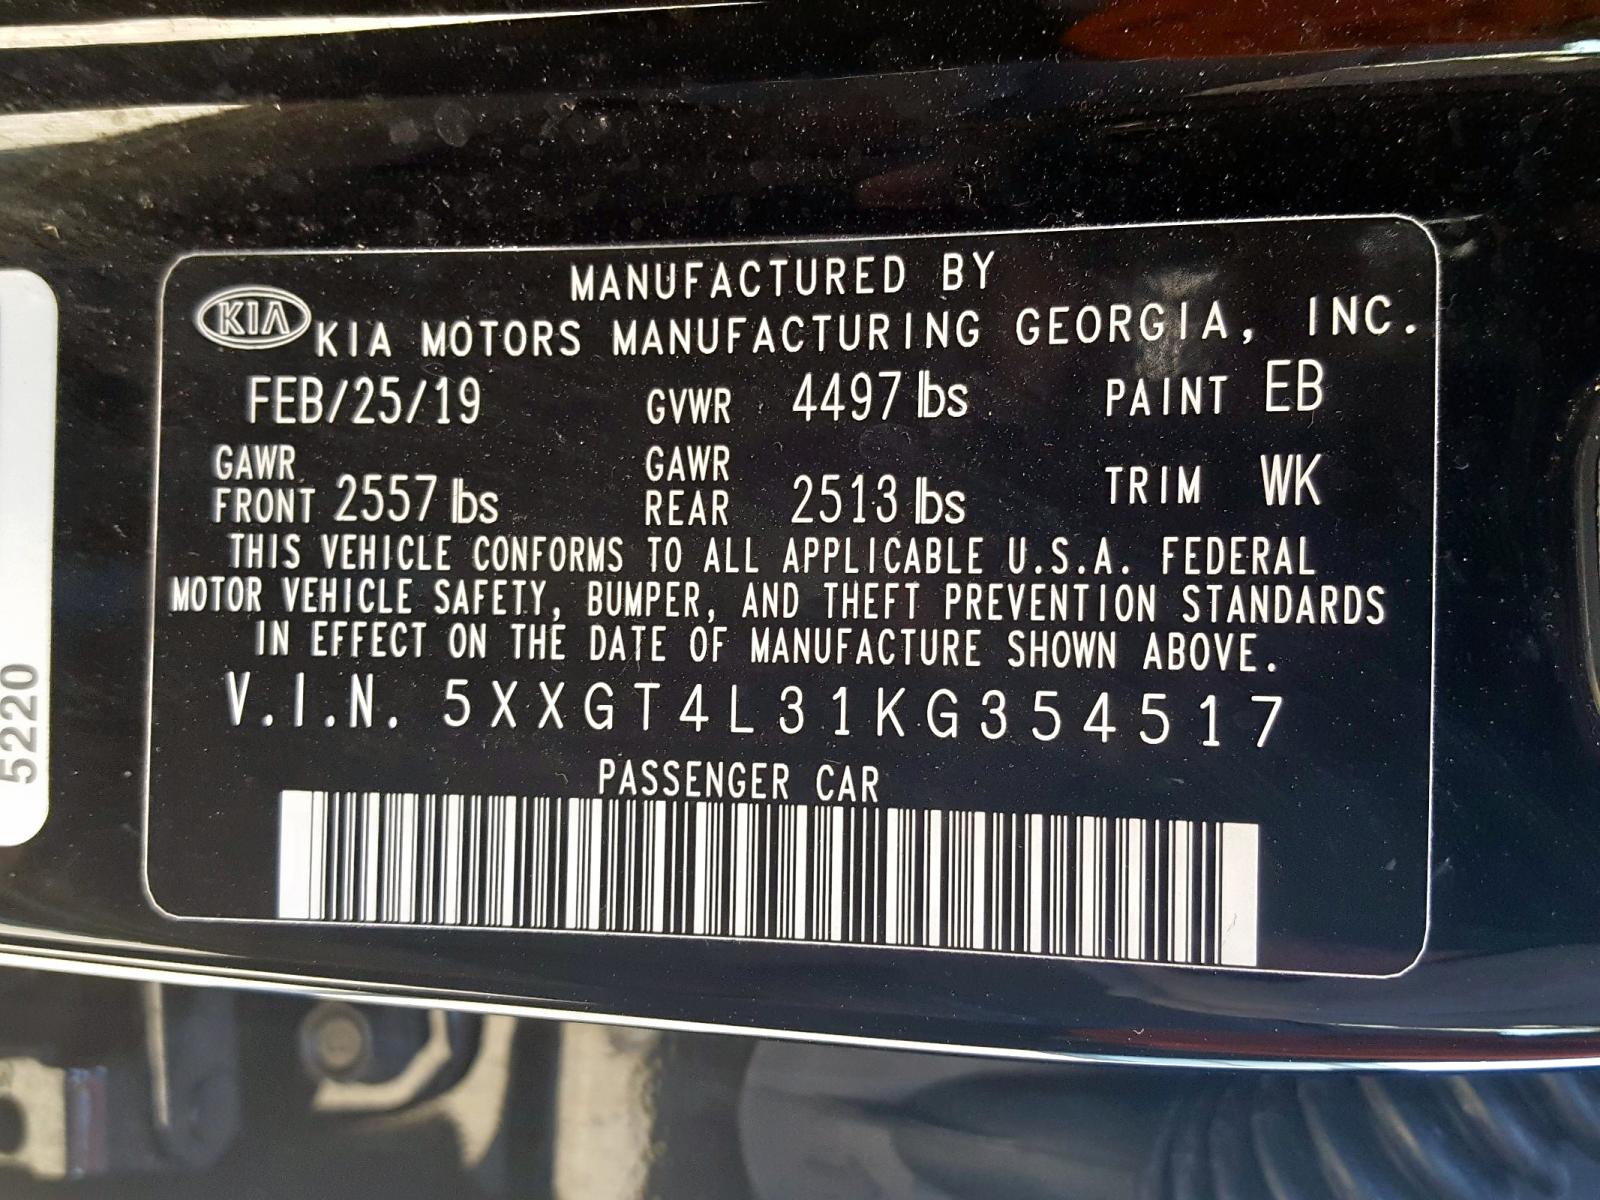 MANUFACTURED BY
KIA KIA MOTORS MANUFACTURING GEORGIA, INC.
FEB/25/19 GVWR 4497 lbs PAINT EB
GAWR FRONT 2557 lbs GAWR REAR 2513 lbs TRIM WK
THIS VEHICLE CONFORMS TO ALL APPLICABLE U.S.A. FEDERAL
MOTOR VEHICLE SAFETY, BUMPER, AND THEFT PREVENTION STANDARDS
IN EFFECT ON THE DATE OF MANUFACTURE SHOWN ABOVE.
V.I.N. 5XXGT4L31KG354517
PASSENGER CAR
5220